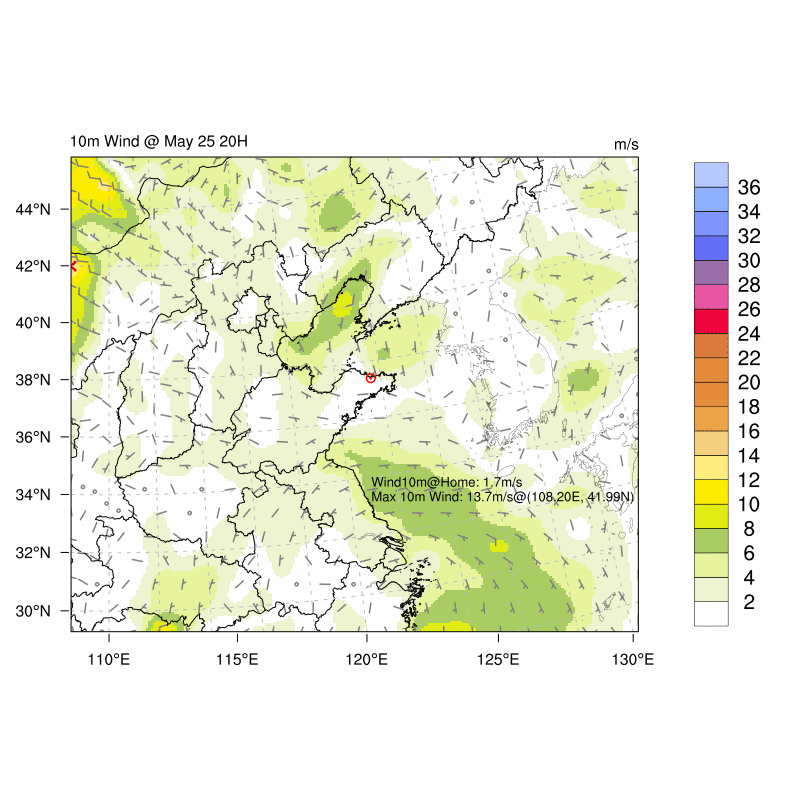 10m Wind @ May 25 20H
m/s
44°N
42°N
40°N
38°N
36°N
34°N
32°N
30°N
110°E
115°E
120°E
125°E
130°E
Wind10m@Home: 1.7m/s
Max 10m Wind: 13.7m/s@(108.20E, 41.99N)
36
34
32
30
28
26
24
22
20
18
16
14
12
10
8
6
4
2